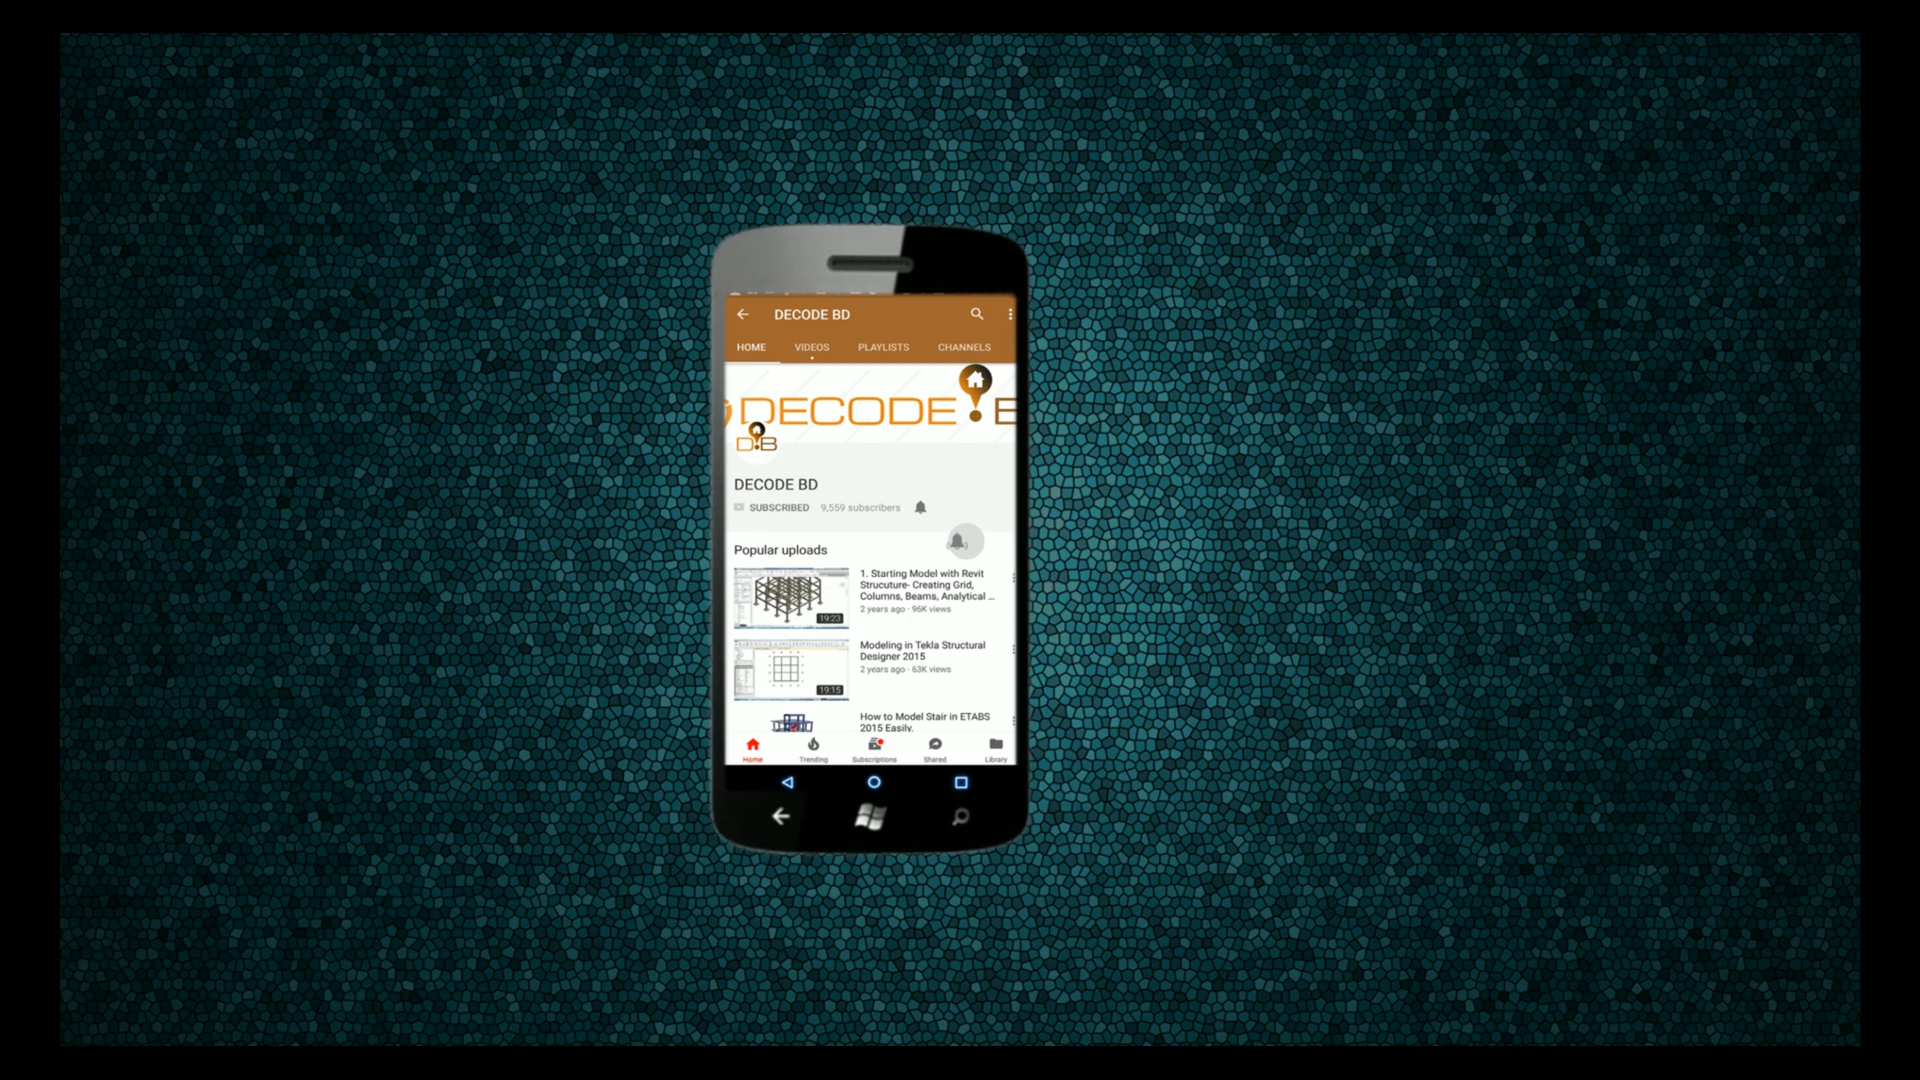 DECODE BD
HOME VIDEOS PLAYLISTS CHANNELS
DECODE B
D B
DECODE BD
SUBSCRIBED 9,559 subscribers
Popular uploads
1. Starting Model with Revit
Strucuture- Creating Grid,
Columns, Beams, Analytical ...
2 years ago · 96K views
19:23
Modeling in Tekla Structural
Designer 2015
2 years ago · 63K views
19:15
How to Model Stair in ETABS
2015 Easily.
Home Trending Subscriptions Shared Library